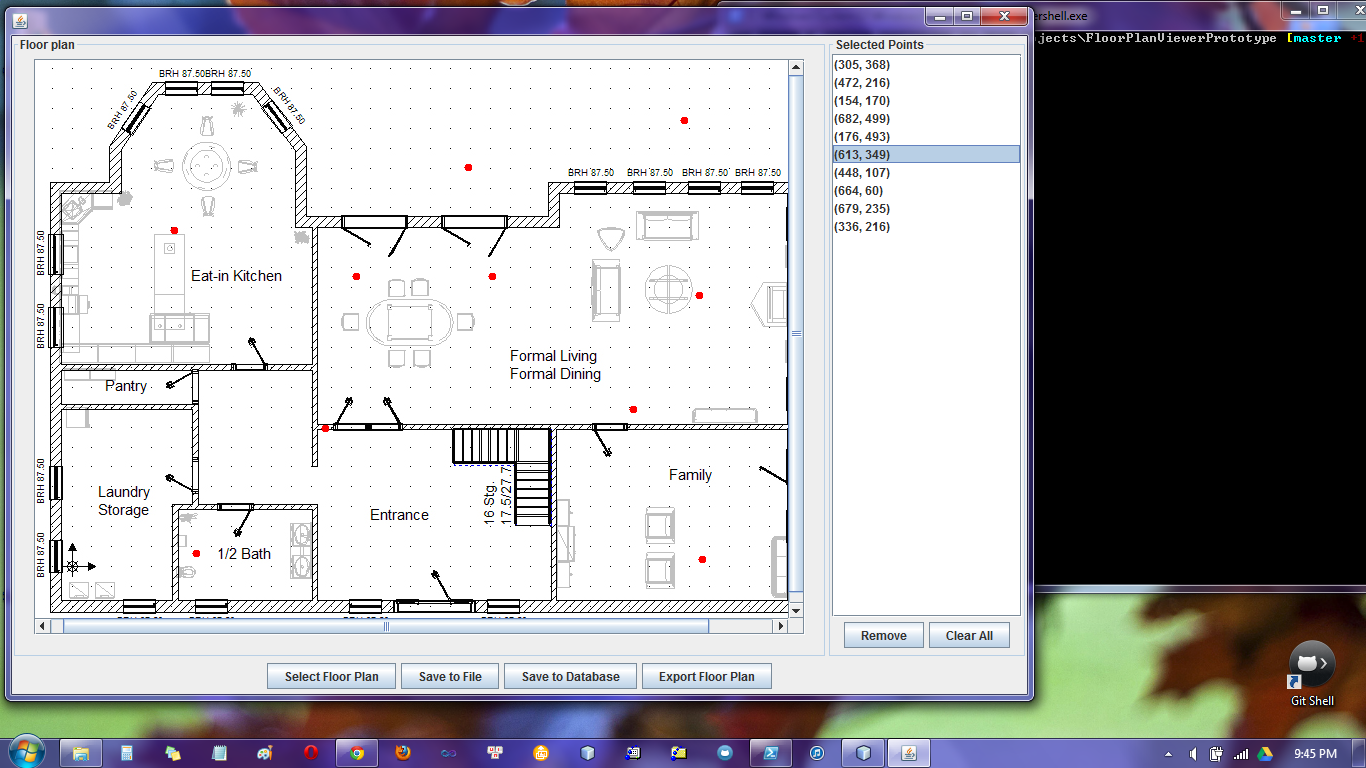 ershell.exe
jects\FloorPlanViewerPrototype [master +1
Floor plan
Selected Points
BRH 87.50 BRH 87.50
BRH 87.50
BRH 87.50
BRH 87.50 BRH 87.50 BRH 87.50 BRH 87.50
BRH 87.50
Eat-in Kitchen
BRH 87.50
Formal Living
Formal Dining
Pantry
BRH 87.50
Laundry
Storage
16 Stg.
17.5/27.7
Family
Entrance
BRH 87.50
1/2 Bath
(305, 368)
(472, 216)
(154, 170)
(682, 499)
(176, 493)
(613, 349)
(448, 107)
(664, 60)
(679, 235)
(336, 216)
Remove Clear All
Select Floor Plan Save to File Save to Database Export Floor Plan
Git Shell
9:45 PM